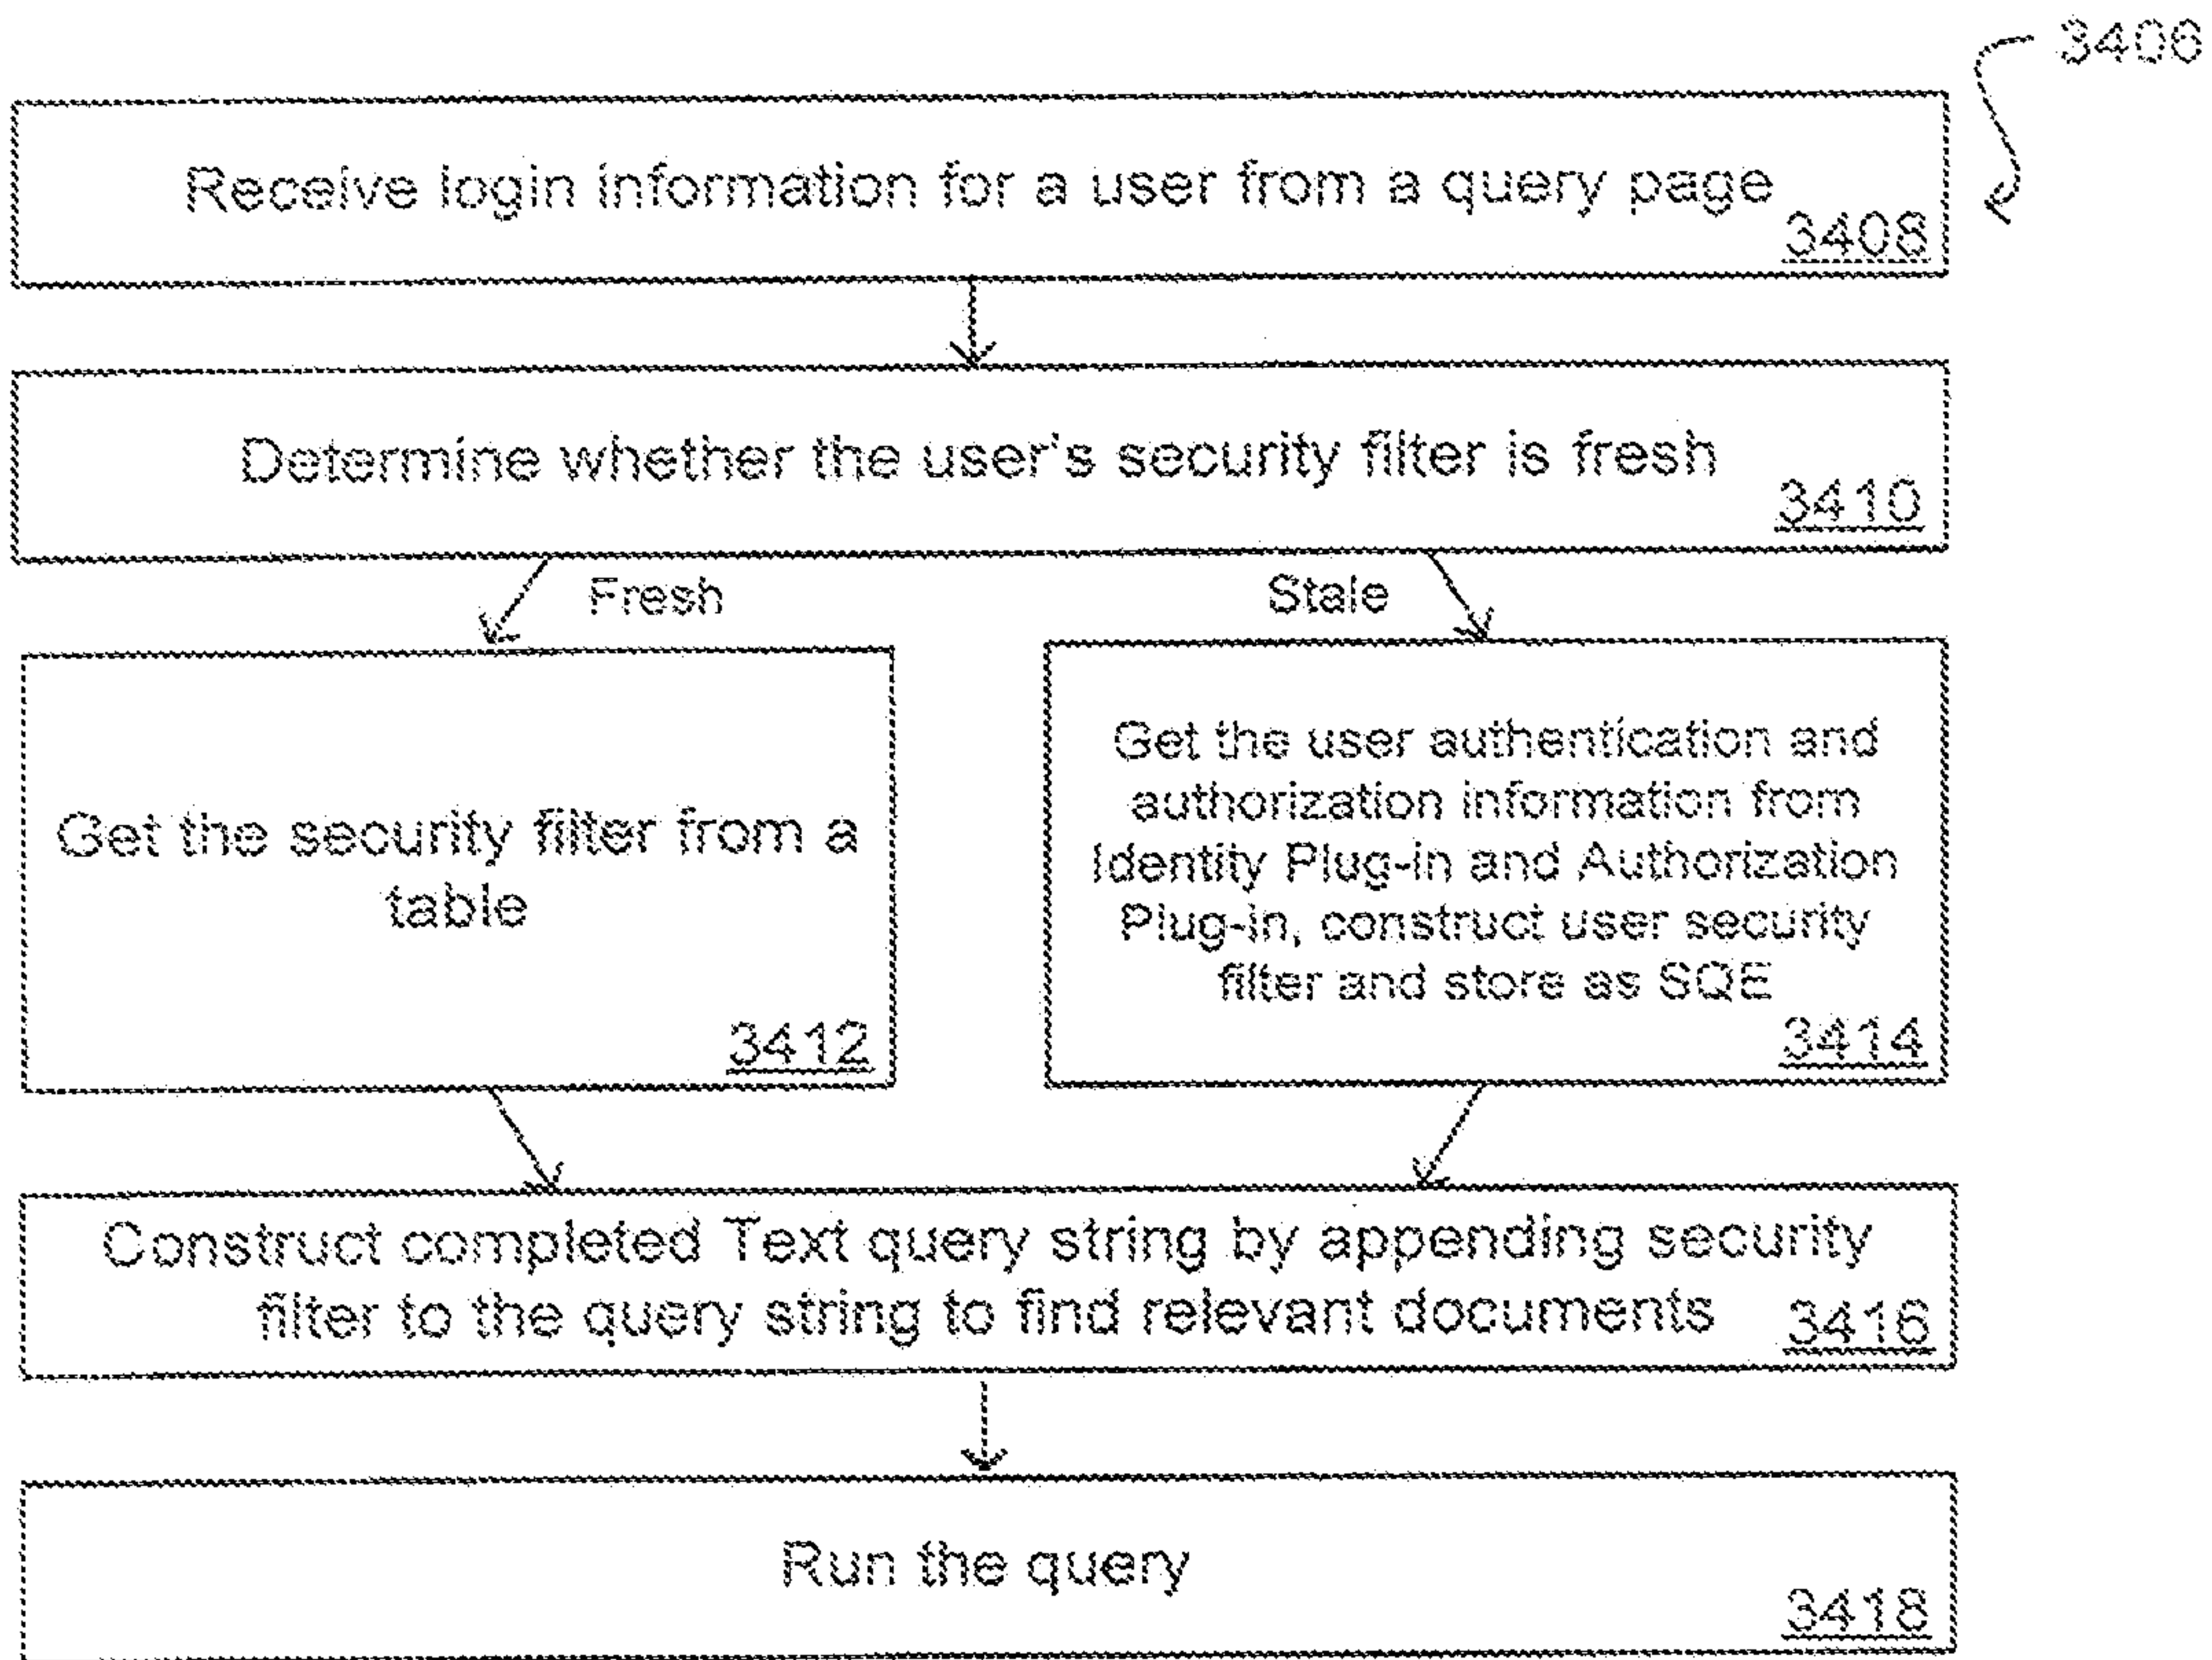 3406
Receive login information for a user from a query page
3408
Determine whether the user's security filter is fresh
3410
Fresh
Stale
Get the security filter from a
table
3412
Get the user authentication and
authorization information from
Identity Plug-in and Authorization
Plug-in, construct user security
filter and store as SQE
3414
Construct completed Text query string by appending security
filter to the query string to find relevant documents
3416
Run the query
3418